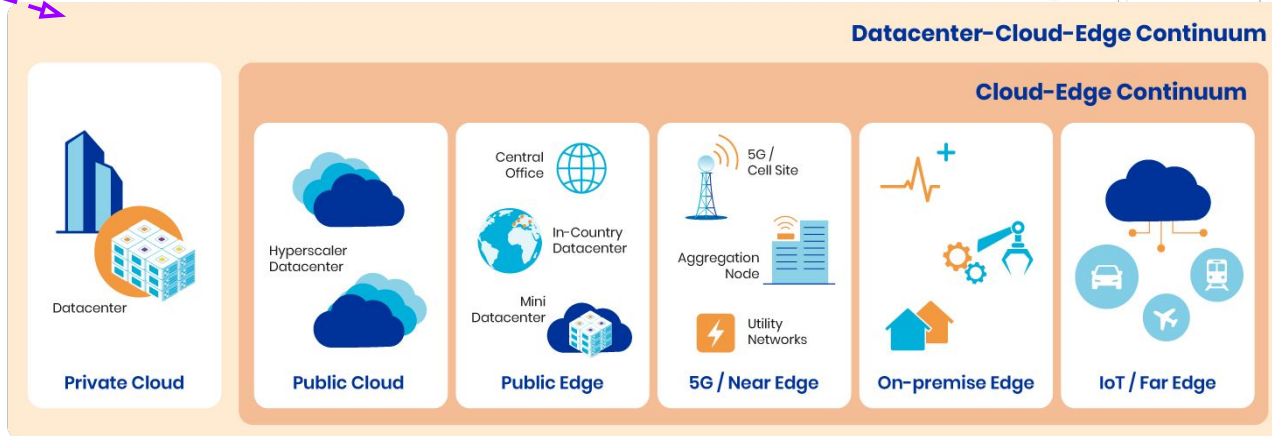 Datacenter-Cloud-Edge Continuum
Cloud-Edge Continuum
Datacenter
Private Cloud
Hyperscaler
Datacenter
Public Cloud
Central
Office
In-Country
Datacenter
Mini
Datacenter
Public Edge
5G /
Cell Site
Aggregation
Node
Utility
Networks
5G / Near Edge
On-premise Edge
IoT / Far Edge